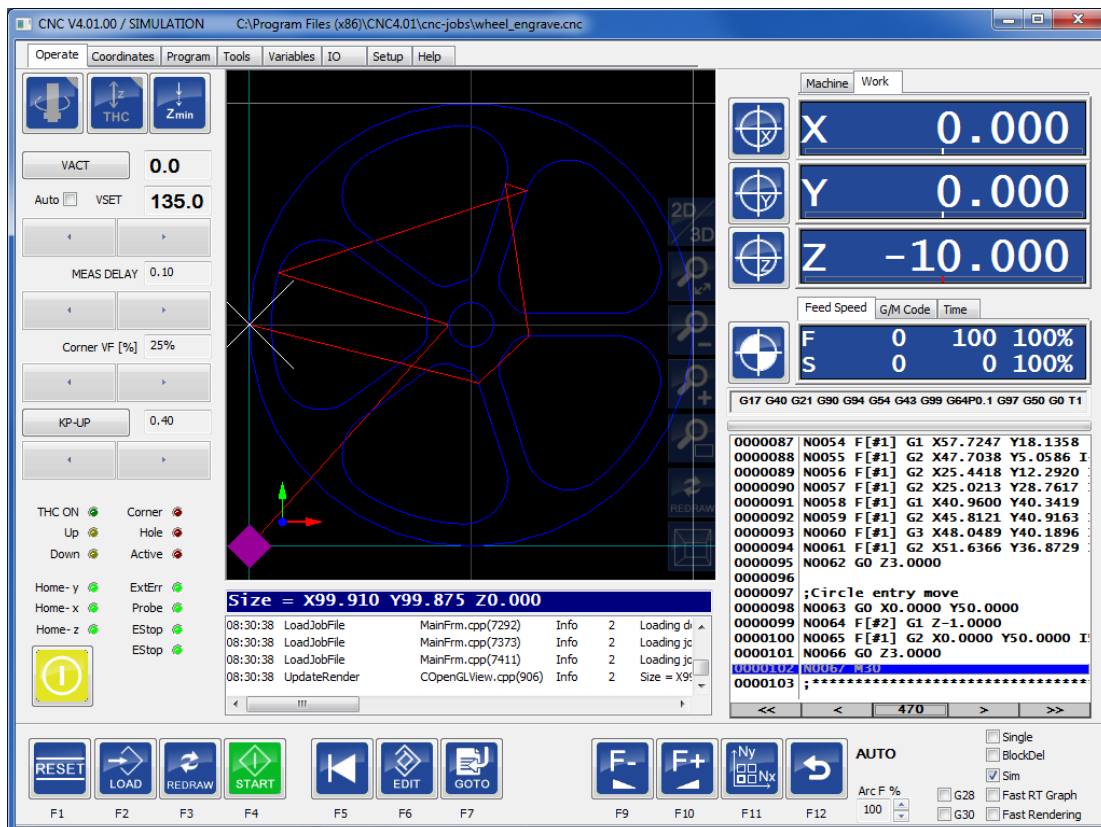 CNC V4.01.00 / SIMULATION C:\Program Files (x86)\CNC4.01\cnc-jobs\wheel_engrave.cnc
Operate Coordinates Program Tools Variables IO Setup Help
Z
THC
Zmin
VACT 0.0
Auto VSET 135.0
MEAS DELAY 0.10
Corner VF [%] 25%
KP-UP 0.40
THC ON Corner
Up Hole
Down Active
Home- y ExtErr
Home- x Probe
Home- z EStop
EStop
2D
3D
REDRAW
Size = X99.910 Y99.875 Z0.000
08:30:38 LoadJobFile MainFrm.cpp(7292) Info 2 Loading
08:30:38 LoadJobFile MainFrm.cpp(7373) Info 2 Loading
08:30:38 LoadJobFile MainFrm.cpp(7411) Info 2 Loading
08:30:38 UpdateRender COpenGLView.cpp(906) Info 2 Size =
Machine Work
X X 0.000
Y Y 0.000
Z Z -10.000
Feed Speed G/M Code Time
F 0 100 100%
S 0 0 100%
G17 G40 G21 G90 G94 G54 G43 G99 G64P0.1 G97 G50 G0 T1
0000087 N0054 F[#1] G1 X57.7247 Y18.1358
0000088 N0055 F[#1] G2 X47.7038 Y5.0586
0000089 N0056 F[#1] G2 X25.4418 Y12.2920
0000090 N0057 F[#1] G2 X25.0213 Y28.7617
0000091 N0058 F[#1] G1 X40.9600 Y40.3419
0000092 N0059 F[#1] G2 X45.8121 Y40.9163
0000093 N0060 F[#1] G3 X48.0489 Y40.1896
0000094 N0061 F[#1] G2 X51.6366 Y36.8729
0000095 N0062 G0 Z3.0000
0000096
0000097 ;Circle entry move
0000098 N0063 G0 X0.0000 Y50.0000
0000099 N0064 F[#2] G1 Z-1.0000
0000100 N0065 F[#1] G2 X0.0000 Y50.0000
0000101 N0066 G0 Z3.0000
0000102 N0067 M30
0000103 ;**********************************
<< < 470 > >>
RESET LOAD REDRAW START EDIT GOTO F- F+ Ny Nx
F1 F2 F3 F4 F5 F6 F7 F9 F10 F11 F12
AUTO
Arc F %
100
Single
BlockDel
Sim
G28 Fast RT Graph
G30 Fast Rendering